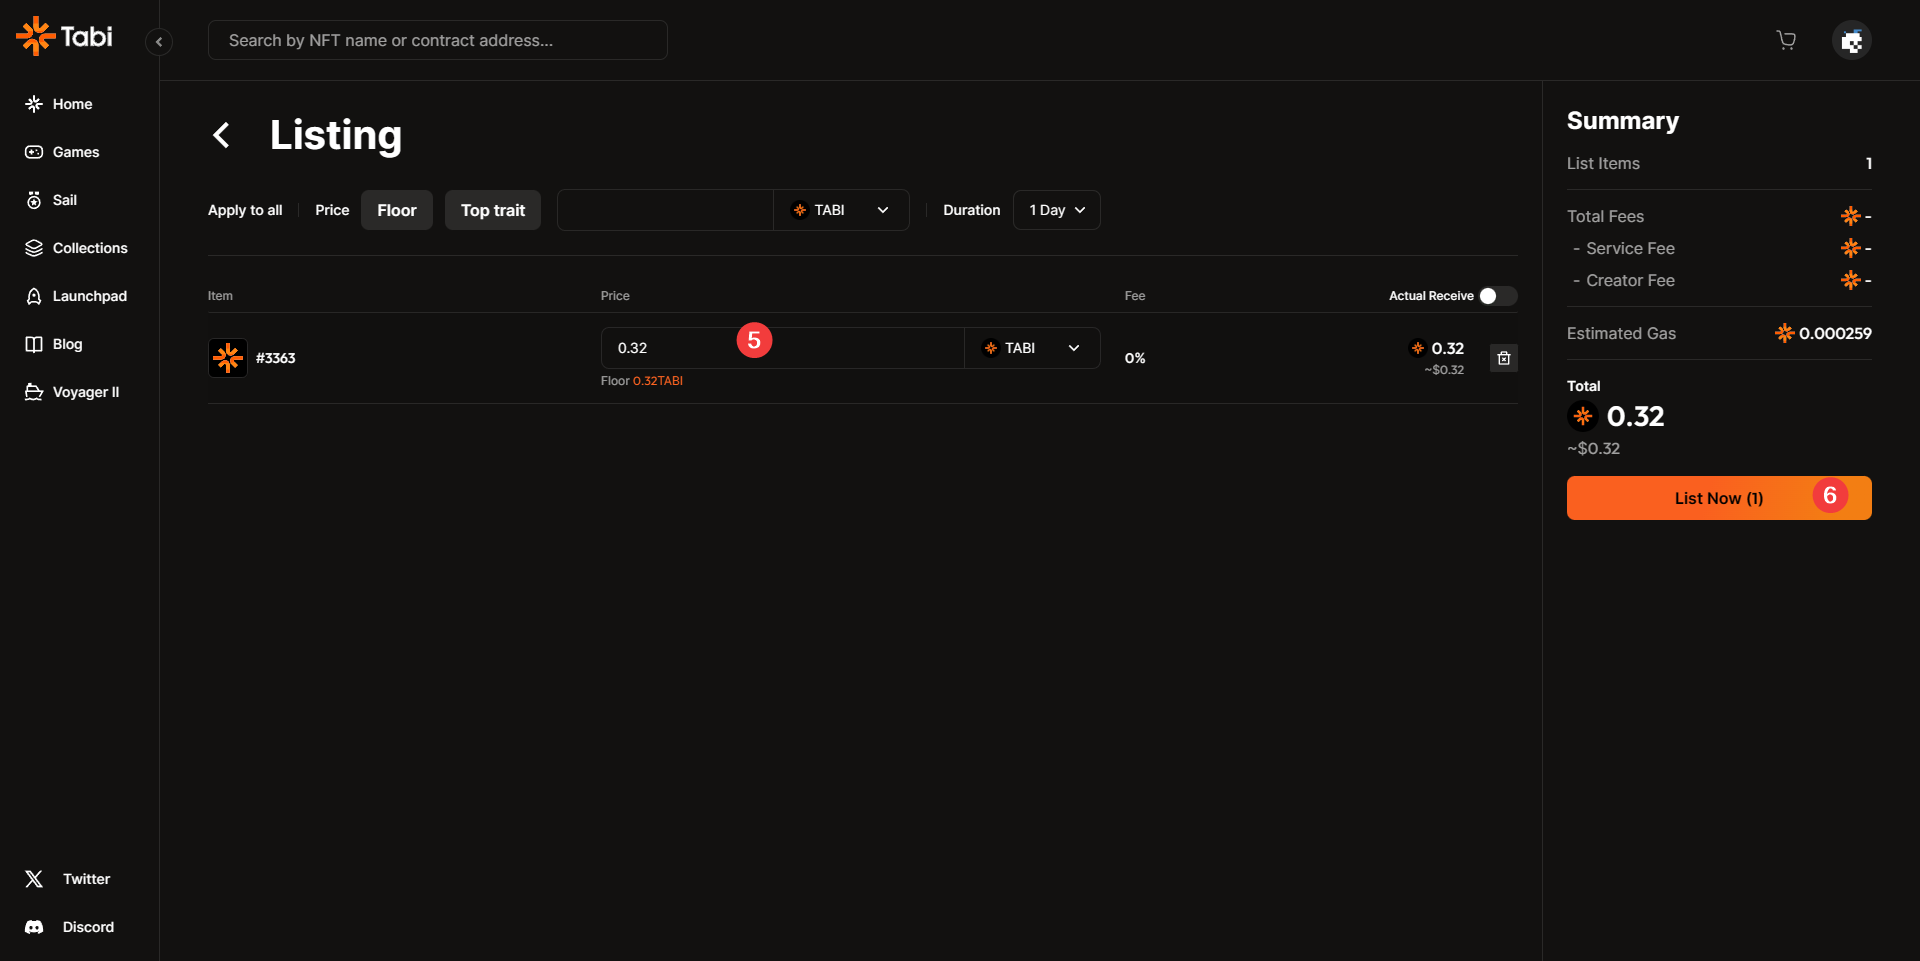 Tabi
Search by NFT name or contract address...
Home
Games
Sail
Collections
Launchpad
Blog
Voyager II
Twitter
Discord
Listing
Apply to all Price Floor Top trait TABI Duration 1 Day
Item Price Fee Actual Receive
#3363 0.32 5 TABI 0% 0.32
Floor 0.32TABI ~$0.32
Summary
List Items 1
Total Fees -
- Service Fee -
- Creator Fee -
Estimated Gas 0.000259
Total
0.32
~$0.32
List Now (1) 6